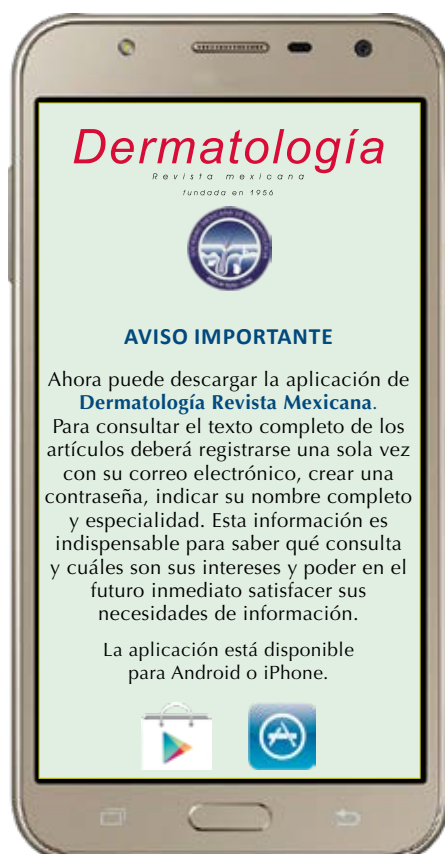 Dermatología
Revista mexicana
fundada en 1956
AVISO IMPORTANTE
Ahora puede descargar la aplicación de
Dermatología Revista Mexicana.
Para consultar el texto completo de los
artículos deberá registrarse una sola vez
con su correo electrónico, crear una
contraseña, indicar su nombre completo
y especialidad. Esta información es
indispensable para saber qué consulta
y cuáles son sus intereses y poder en el
futuro inmediato satisfacer sus
necesidades de información.
La aplicación está disponible
para Android o iPhone.